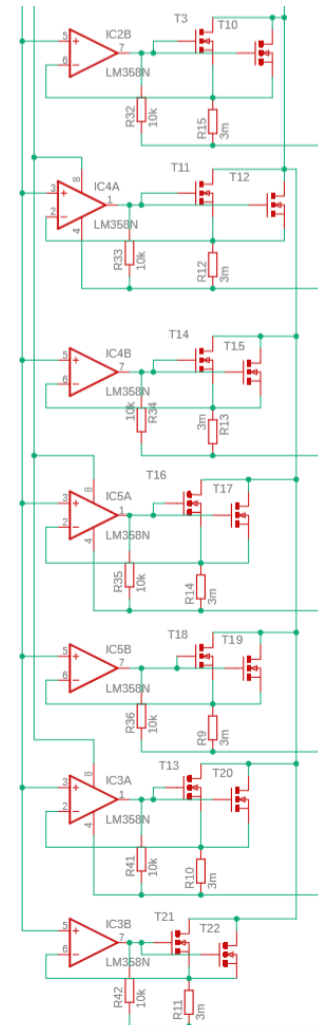 T3
T10
IC2B
5
7
6
LM358N
R32
10k
R15
3m
T11
T12
8
IC4A
3
1
2
4
LM358N
R33
10k
R12
3m
T14
T15
IC4B
5
7
6
LM358N
10k
R34
3m
R13
T16
T17
8
IC5A
3
1
2
4
LM358N
R35
10k
R14
3m
T18
T19
IC5B
5
7
6
LM358N
R36
10k
R9
3m
T13
T20
8
IC3A
3
1
2
4
LM358N
R41
10k
R10
3m
T21
T22
IC3B
5
7
6
LM358N
R42
10k
R11
3m